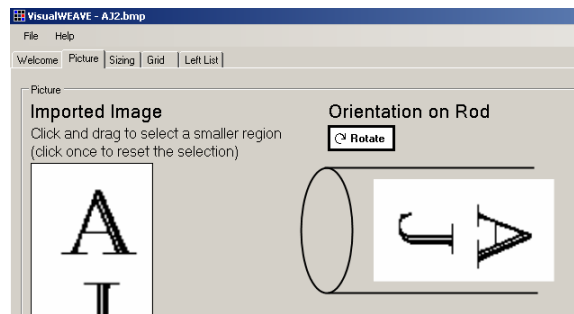 VisualWEAVE - AJ2.bmp
File Help
Welcome Picture Sizing Grid Left List
Picture
Imported Image
Click and drag to select a smaller region
(click once to reset the selection)
Orientation on Rod
Rotate
A
J
J A